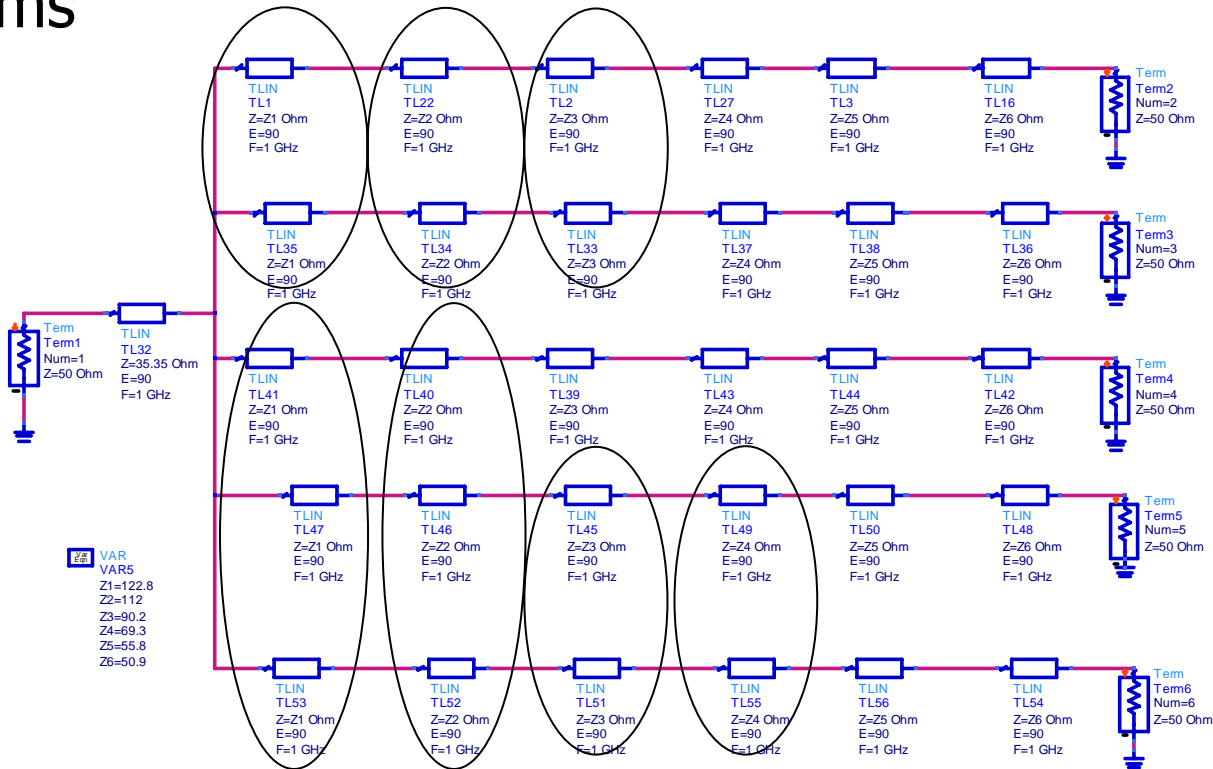 ms
TLIN
TL1
Z=Z1 Ohm
E=90
F=1 GHz
TLIN
TL22
Z=Z2 Ohm
E=90
F=1 GHz
TLIN
TL2
Z=Z3 Ohm
E=90
F=1 GHz
TLIN
TL27
Z=Z4 Ohm
E=90
F=1 GHz
TLIN
TL3
Z=Z5 Ohm
E=90
F=1 GHz
TLIN
TL16
Z=Z6 Ohm
E=90
F=1 GHz
Term
Term2
Num=2
Z=50 Ohm
TLIN
TL35
Z=Z1 Ohm
E=90
F=1 GHz
TLIN
TL34
Z=Z2 Ohm
E=90
F=1 GHz
TLIN
TL33
Z=Z3 Ohm
E=90
F=1 GHz
TLIN
TL37
Z=Z4 Ohm
E=90
F=1 GHz
TLIN
TL38
Z=Z5 Ohm
E=90
F=1 GHz
TLIN
TL36
Z=Z6 Ohm
E=90
F=1 GHz
Term
Term3
Num=3
Z=50 Ohm
Term
Term1
Num=1
Z=50 Ohm
TLIN
TL32
Z=35.35 Ohm
E=90
F=1 GHz
TLIN
TL41
Z=Z1 Ohm
E=90
F=1 GHz
TLIN
TL40
Z=Z2 Ohm
E=90
F=1 GHz
TLIN
TL39
Z=Z3 Ohm
E=90
F=1 GHz
TLIN
TL43
Z=Z4 Ohm
E=90
F=1 GHz
TLIN
TL44
Z=Z5 Ohm
E=90
F=1 GHz
TLIN
TL42
Z=Z6 Ohm
E=90
F=1 GHz
Term
Term4
Num=4
Z=50 Ohm
TLIN
TL47
Z=Z1 Ohm
E=90
F=1 GHz
TLIN
TL46
Z=Z2 Ohm
E=90
F=1 GHz
TLIN
TL45
Z=Z3 Ohm
E=90
F=1 GHz
TLIN
TL49
Z=Z4 Ohm
E=90
F=1 GHz
TLIN
TL50
Z=Z5 Ohm
E=90
F=1 GHz
TLIN
TL48
Z=Z6 Ohm
E=90
F=1 GHz
Term
Term5
Num=5
Z=50 Ohm
Var
Eqn
VAR
VAR5
Z1=122.8
Z2=112
Z3=90.2
Z4=69.3
Z5=55.8
Z6=50.9
TLIN
TL53
Z=Z1 Ohm
E=90
F=1 GHz
TLIN
TL52
Z=Z2 Ohm
E=90
F=1 GHz
TLIN
TL51
Z=Z3 Ohm
E=90
F=1 GHz
TLIN
TL55
Z=Z4 Ohm
E=90
F=1 GHz
TLIN
TL56
Z=Z5 Ohm
E=90
F=1 GHz
TLIN
TL54
Z=Z6 Ohm
E=90
F=1 GHz
Term
Term6
Num=6
Z=50 Ohm